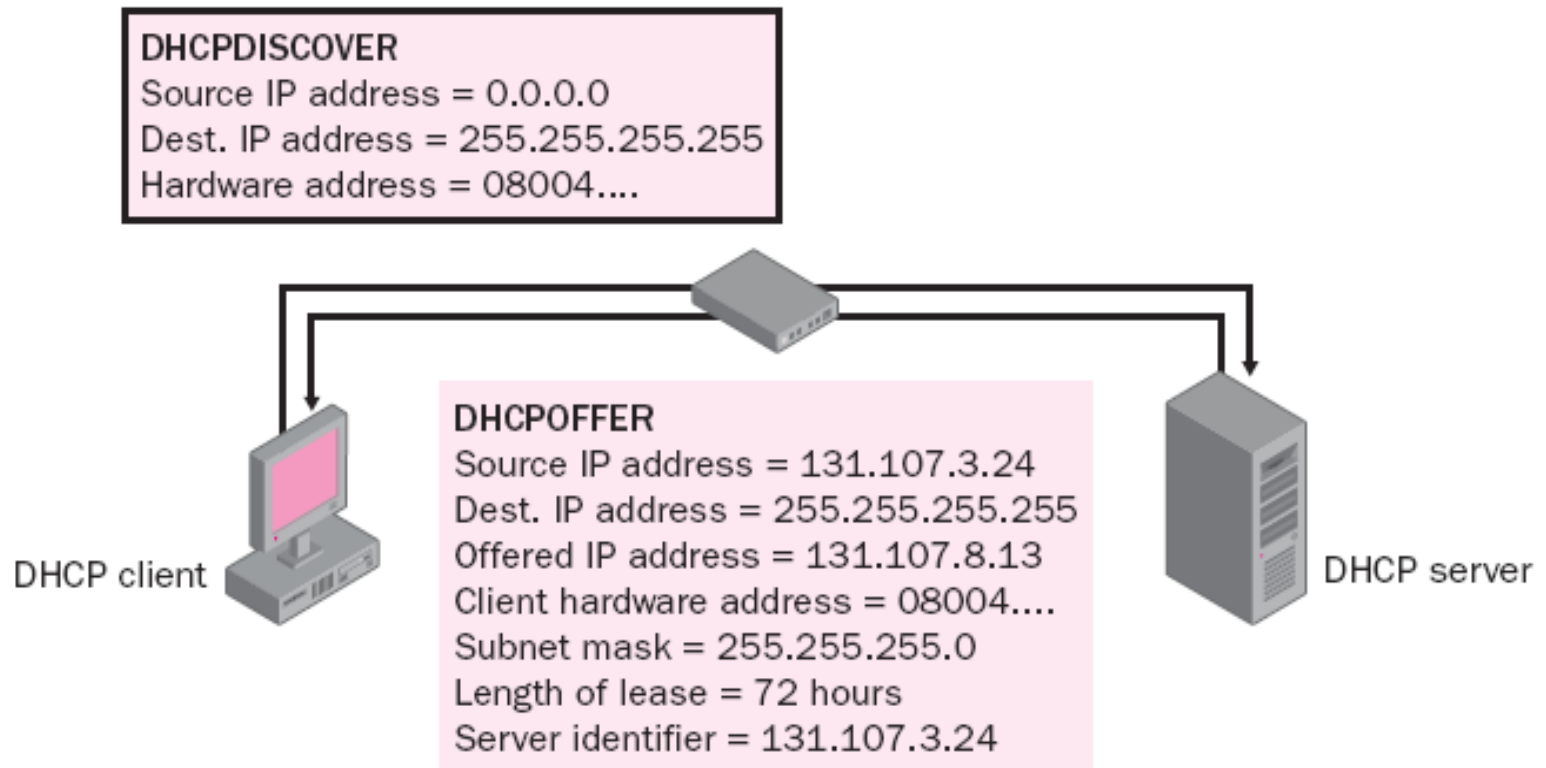 DHCPDISCOVER
Source IP address = 0.0.0.0
Dest. IP address = 255.255.255.255
Hardware address = 08004....
DHCPOFFER
Source IP address = 131.107.3.24
Dest. IP address = 255.255.255.255
Offered IP address = 131.107.8.13
Client hardware address = 08004....
Subnet mask = 255.255.255.0
Length of lease = 72 hours
Server identifier = 131.107.3.24
DHCP client
DHCP server